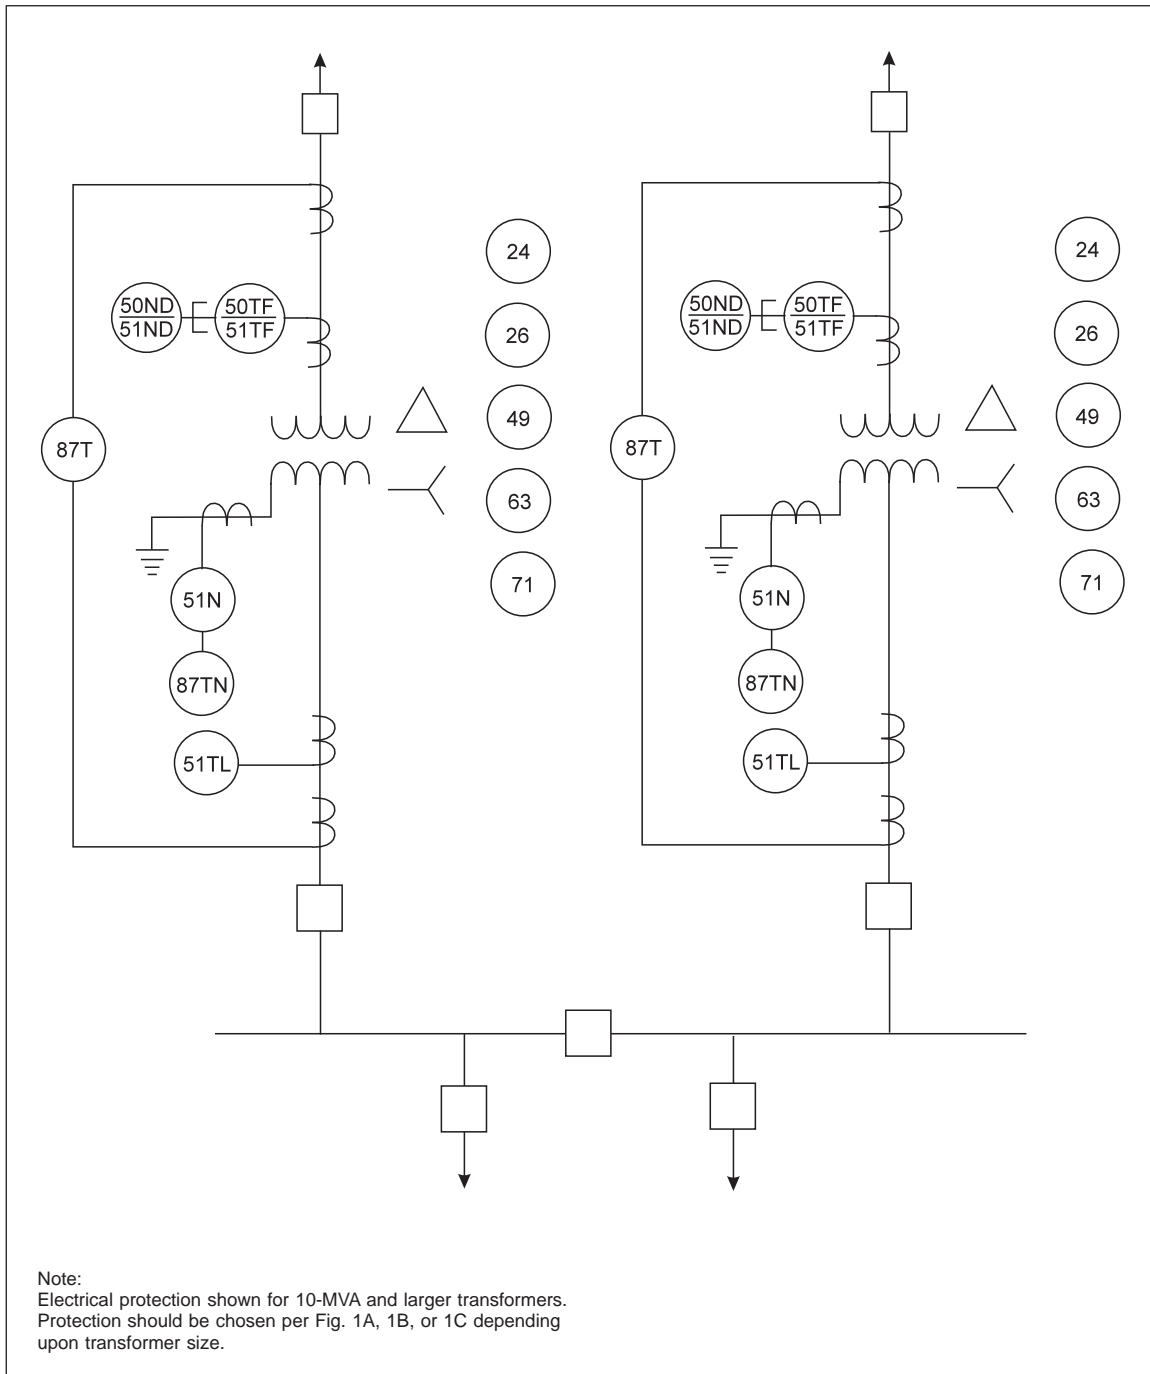 24
24
50ND
51ND
50TF
51TF
50ND
51ND
50TF
51TF
26
26
49
49
87T
87T
63
63
71
71
51N
51N
87TN
87TN
51TL
51TL
Note:
Electrical protection shown for 10-MVA and larger transformers.
Protection should be chosen per Fig. 1A, 1B, or 1C depending
upon transformer size.